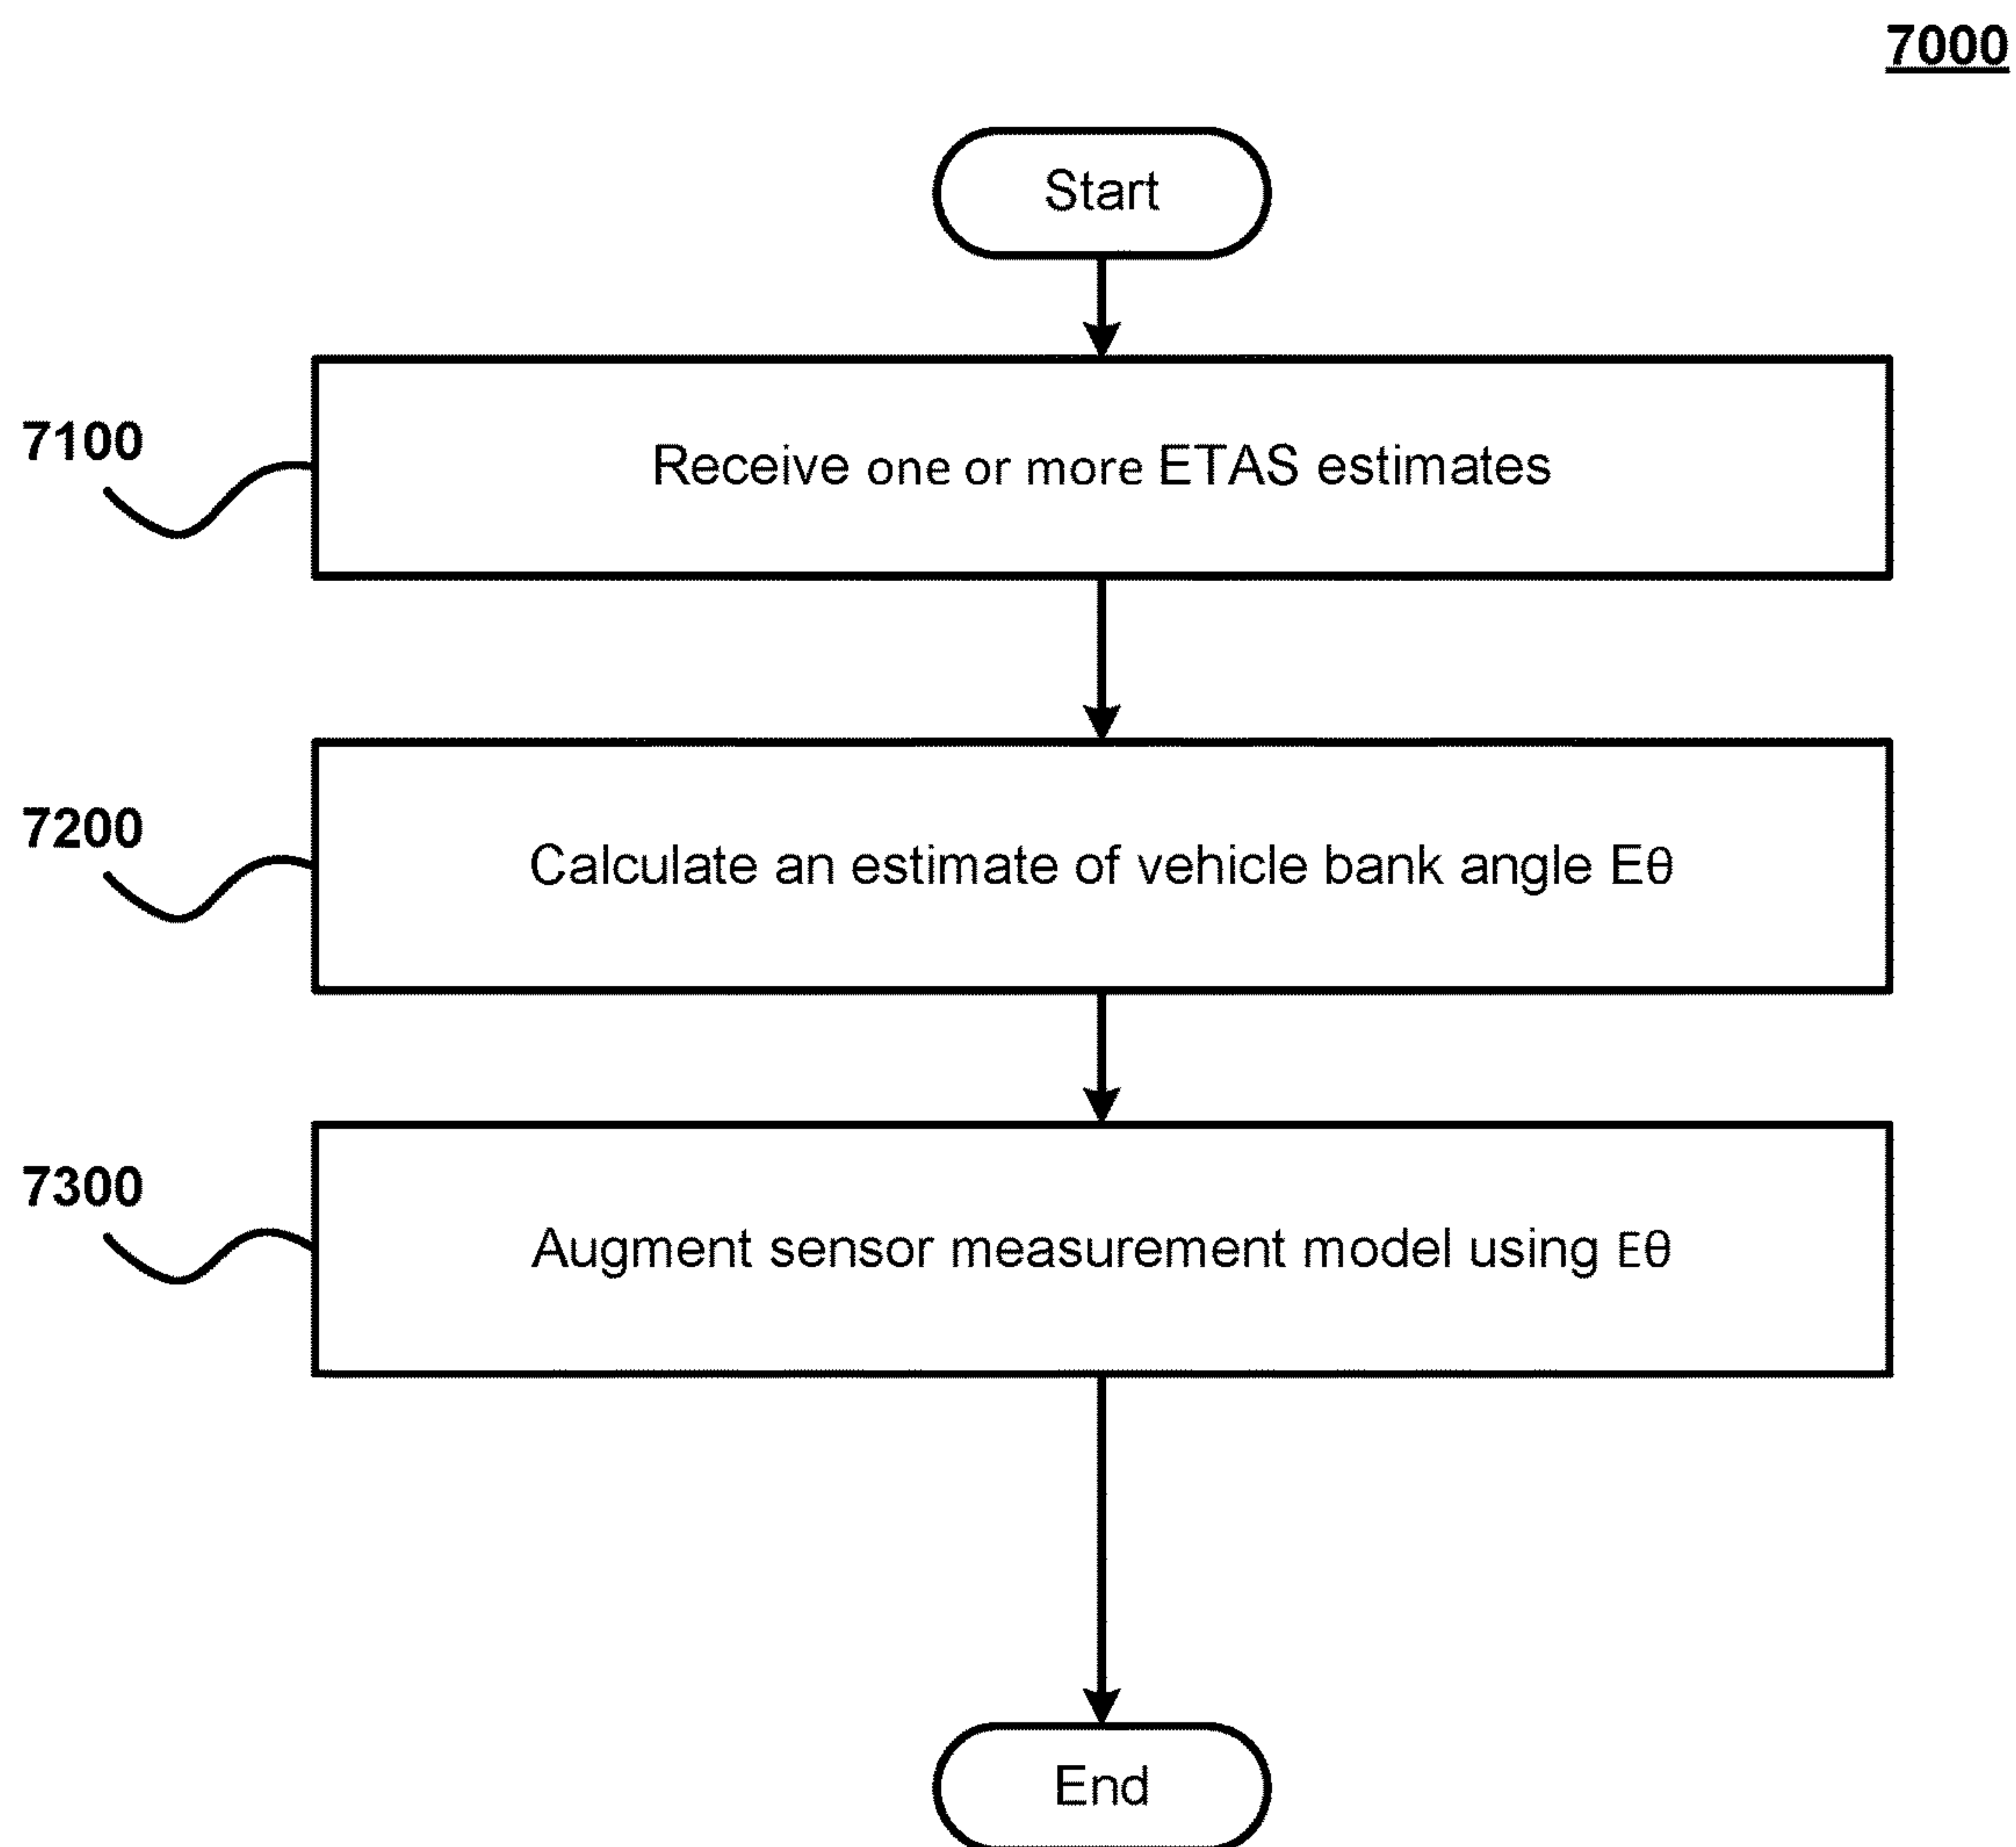 7000
Start
7100
Receive one or more ETAS estimates
7200
Calculate an estimate of vehicle bank angle Eθ
7300
Augment sensor measurement model using Eθ
End